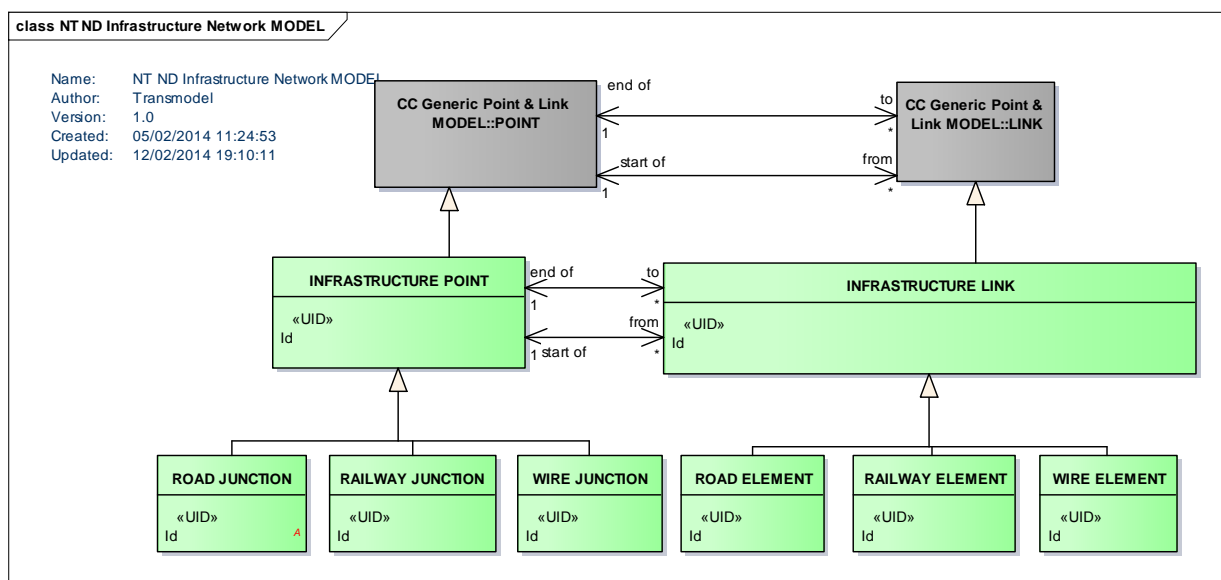 class NT ND Infrastructure Network MODEL
Name: NT ND Infrastructure Network MODEL
Author: Transmodel
Version: 1.0
Created: 05/02/2014 11:24:53
Updated: 12/02/2014 19:10:11
CC Generic Point & Link
MODEL::POINT
end of
to
1
*
start of
from
1
*
CC Generic Point &
Link MODEL::LINK
INFRASTRUCTURE POINT
«UID»
Id
end of
to
1
*
from
1 start of
*
INFRASTRUCTURE LINK
«UID»
Id
ROAD JUNCTION
«UID»
Id
A
RAILWAY JUNCTION
«UID»
Id
WIRE JUNCTION
«UID»
Id
ROAD ELEMENT
«UID»
Id
RAILWAY ELEMENT
«UID»
Id
WIRE ELEMENT
«UID»
Id